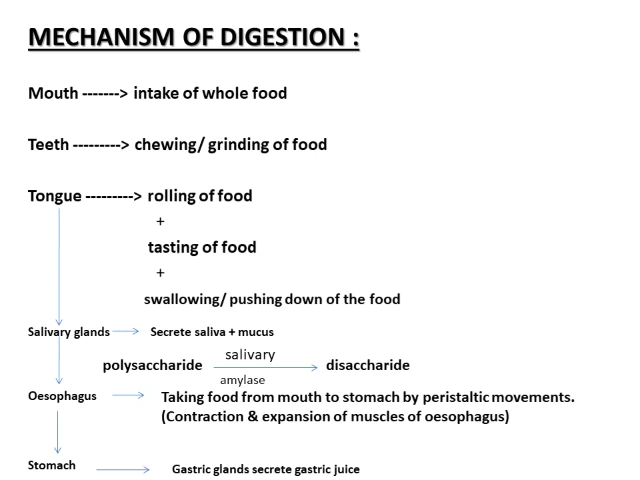 MECHANISM OF DIGESTION :
Mouth -------> intake of whole food
Teeth ---------> chewing/ grinding of food
Tongue ---------> rolling of food
+
tasting of food
+
swallowing/ pushing down of the food
Salivary glands Secrete saliva + mucus
polysaccharide salivary amylase disaccharide
Oesophagus Taking food from mouth to stomach by peristaltic movements.
(Contraction & expansion of muscles of oesophagus)
Stomach Gastric glands secrete gastric juice